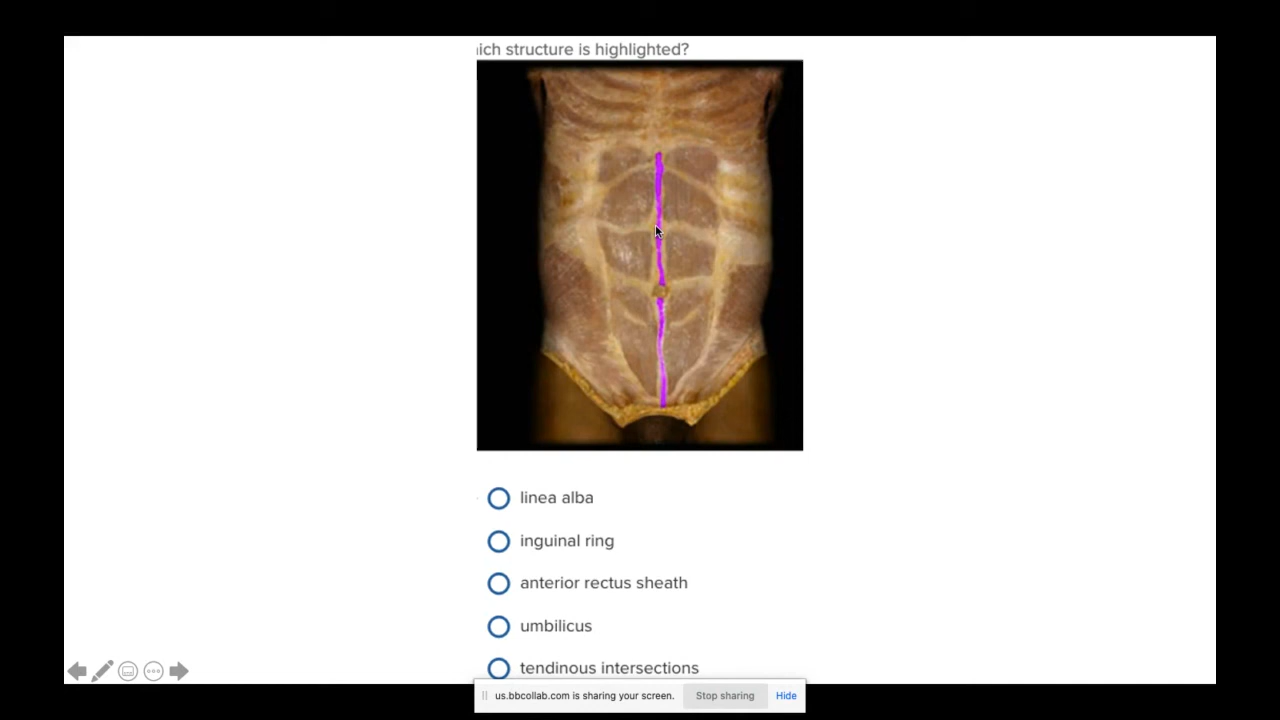 ich structure is highlighted?
linea alba
inguinal ring
anterior rectus sheath
umbilicus
tendinous intersections
us.bbcollab.com is sharing your screen. Stop sharing Hide